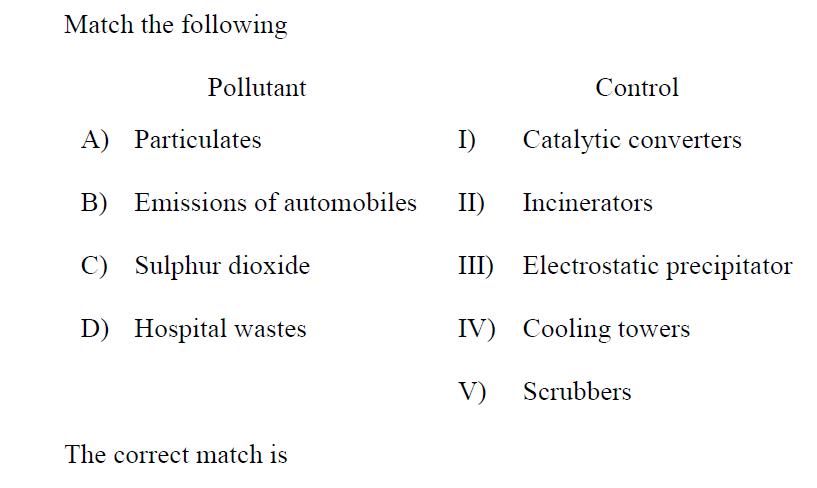 Match the following
Pollutant Control
A) Particulates I) Catalytic converters
B) Emissions of automobiles II) Incinerators
C) Sulphur dioxide III) Electrostatic precipitator
D) Hospital wastes IV) Cooling towers
V) Scrubbers
The correct match is